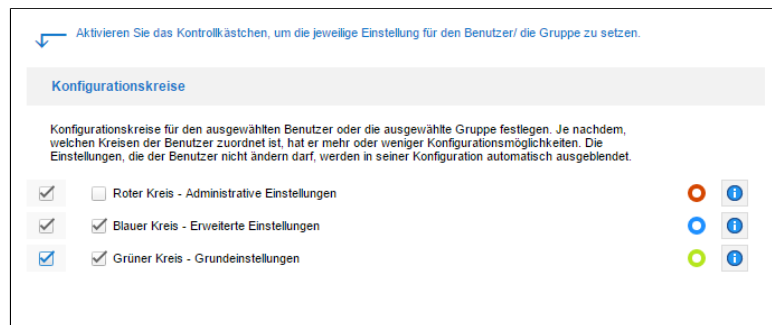 Aktivieren Sie das Kontrollkästchen, um die jeweilige Einstellung für den Benutzer/ die Gruppe zu setzen.
Konfigurationskreise
Konfigurationskreise für den ausgewählten Benutzer oder die ausgewählte Gruppe festlegen. Je nachdem,
welchen Kreisen der Benutzer zuordnet ist, hat er mehr oder weniger Konfigurationsmöglichkeiten. Die
Einstellungen, die der Benutzer nicht ändern darf, werden in seiner Konfiguration automatisch ausgeblendet.
Roter Kreis - Administrative Einstellungen
Blauer Kreis - Erweiterte Einstellungen
Grüner Kreis - Grundeinstellungen